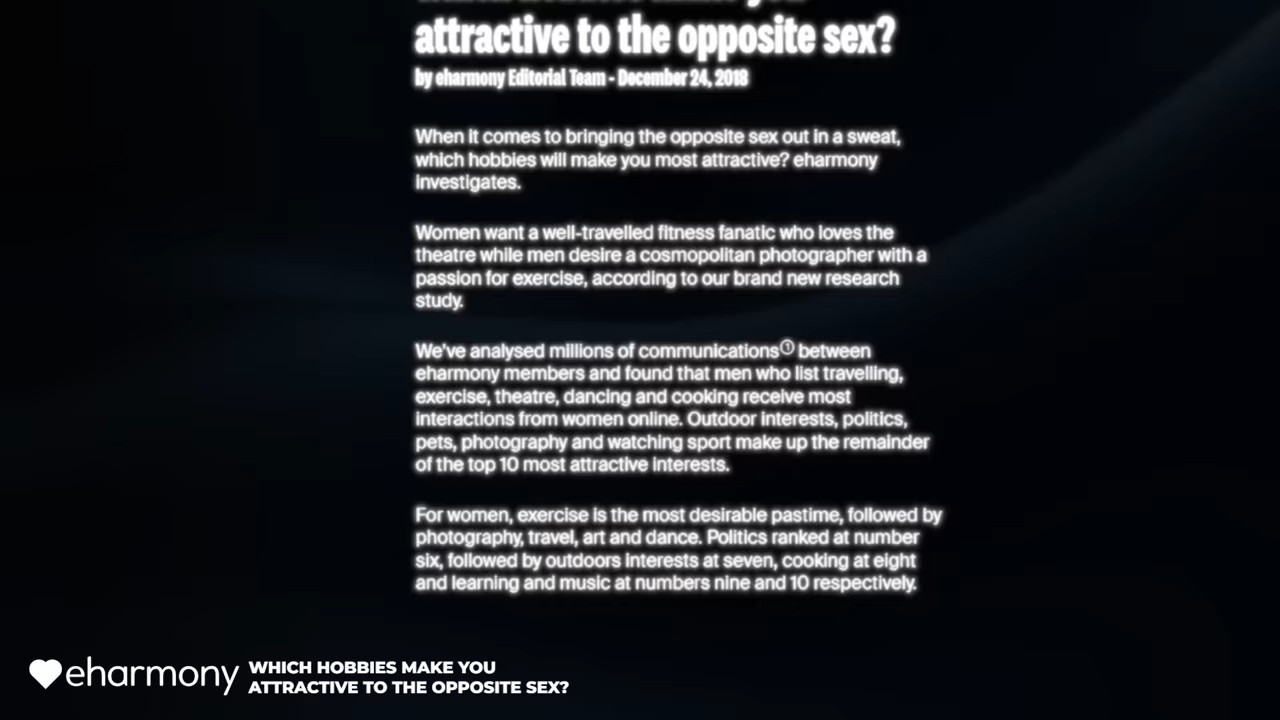 attractive to the opposite sex?
by eharmony Editorial Team - December 24, 2018
When it comes to bringing the opposite sex out in a sweat,
which hobbies will make you most attractive? eharmony
investigates.
Women want a well-travelled fitness fanatic who loves the
theatre while men desire a cosmopolitan photographer with a
passion for exercise, according to our brand new research
study.
We've analysed millions of communications① between
eharmony members and found that men who list travelling,
exercise, theatre, dancing and cooking receive most
interactions from women online. Outdoor interests, politics,
pets, photography and watching sport make up the remainder
of the top 10 most attractive interests.
For women, exercise is the most desirable pastime, followed by
photography, travel, art and dance. Politics ranked at number
six, followed by outdoors interests at seven, cooking at eight
and learning and music at numbers nine and 10 respectively.
eharmony
WHICH HOBBIES MAKE YOU
ATTRACTIVE TO THE OPPOSITE SEX?